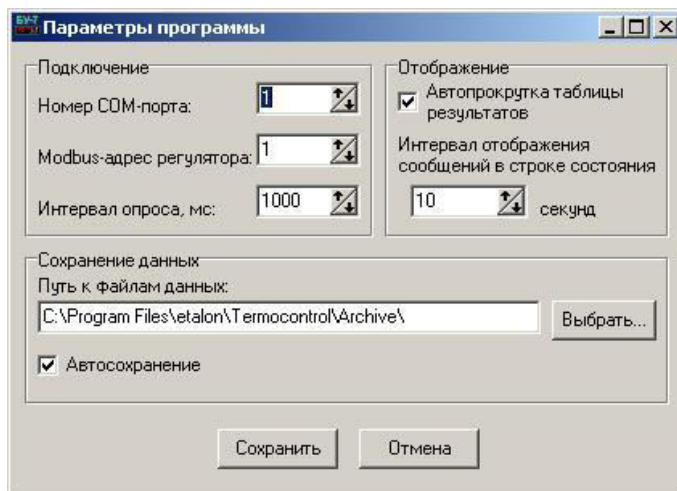 БУ-7
Параметры программы
Подключение
Номер COM-порта:
1
Modbus-адрес регулятора:
1
Интервал опроса, мс:
1000
Отображение
Автопрокрутка таблицы
результатов
Интервал отображения
сообщений в строке состояния
10
секунд
Сохранение данных
Путь к файлам данных:
C:\Program Files\etalon\Termocontrol\Archive\
Выбрать...
Автосохранение
Сохранить
Отмена